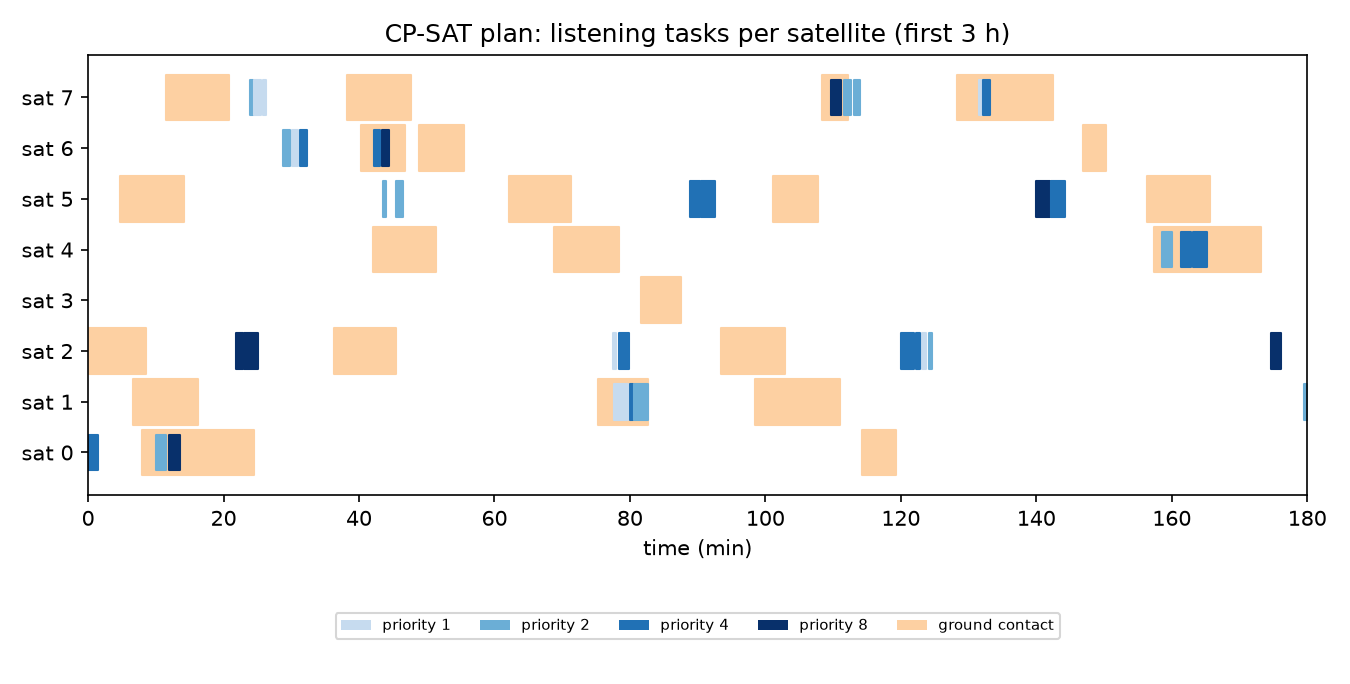 CP-SAT plan: listening tasks per satellite (first 3 h)
sat 7
sat 6
sat 5
sat 4
sat 3
sat 2
sat 1
sat 0
0 20 40 60 80 100 120 140 160 180
time (min)
priority 1 priority 2 priority 4 priority 8 ground contact